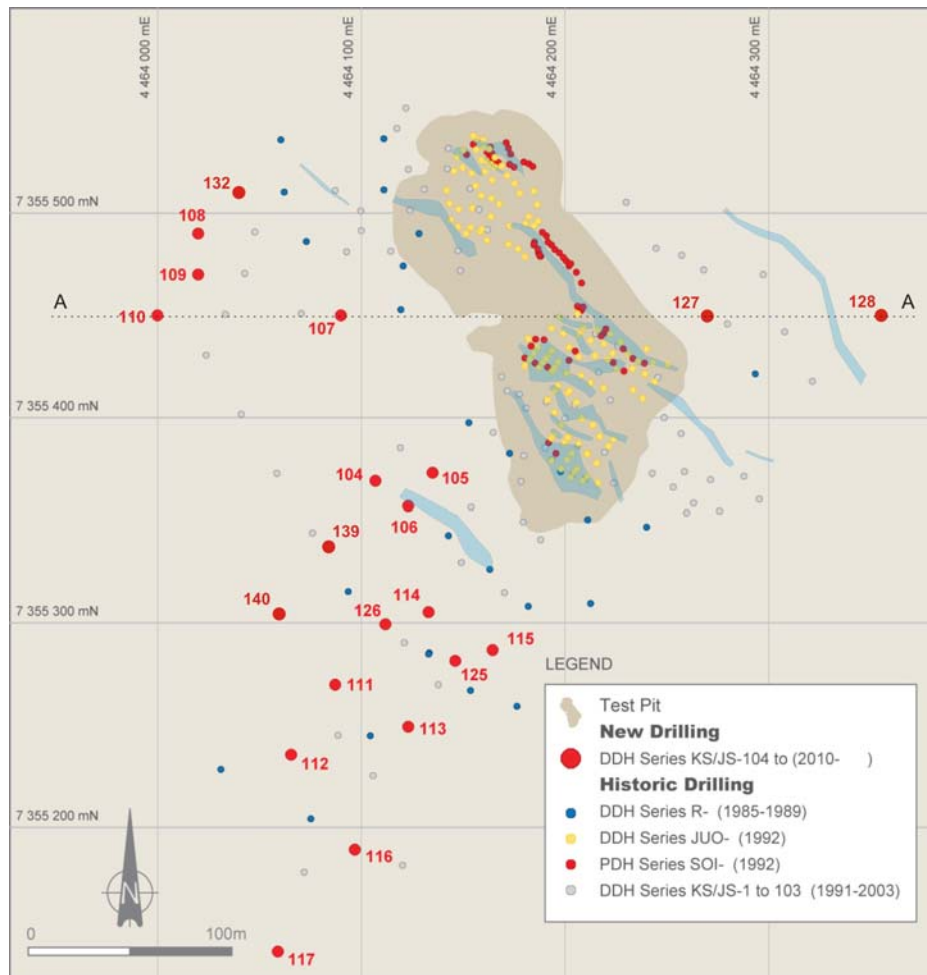 4 464 000 mE
4 464 100 mE
4 464 200 mE
4 464 300 mE
132
7 355 500 mN
108
109
A
A
110
107
127
128
7 355 400 mN
104
105
106
139
140
114
7 355 300 mN
126
115
125
111
113
112
7 355 200 mN
116
117
LEGEND
Test Pit
New Drilling
DDH Series KS/JS-104 to (2010- )
Historic Drilling
DDH Series R- (1985-1989)
DDH Series JUO- (1992)
PDH Series SOI- (1992)
DDH Series KS/JS-1 to 103 (1991-2003)
N
0 100m